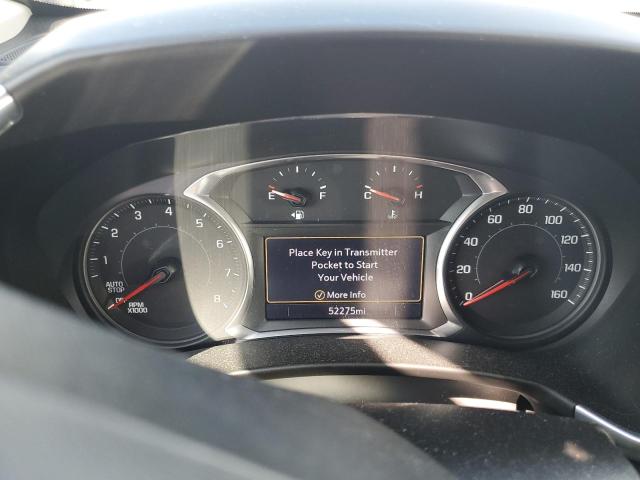 E F
C H
1 2 3 4 5 6 7 8
AUTO
STOP
OFF
RPM
X1000
Place Key in Transmitter
Pocket to Start
Your Vehicle
More Info
52275mi
0 20 40 60 80 100 120 140 160